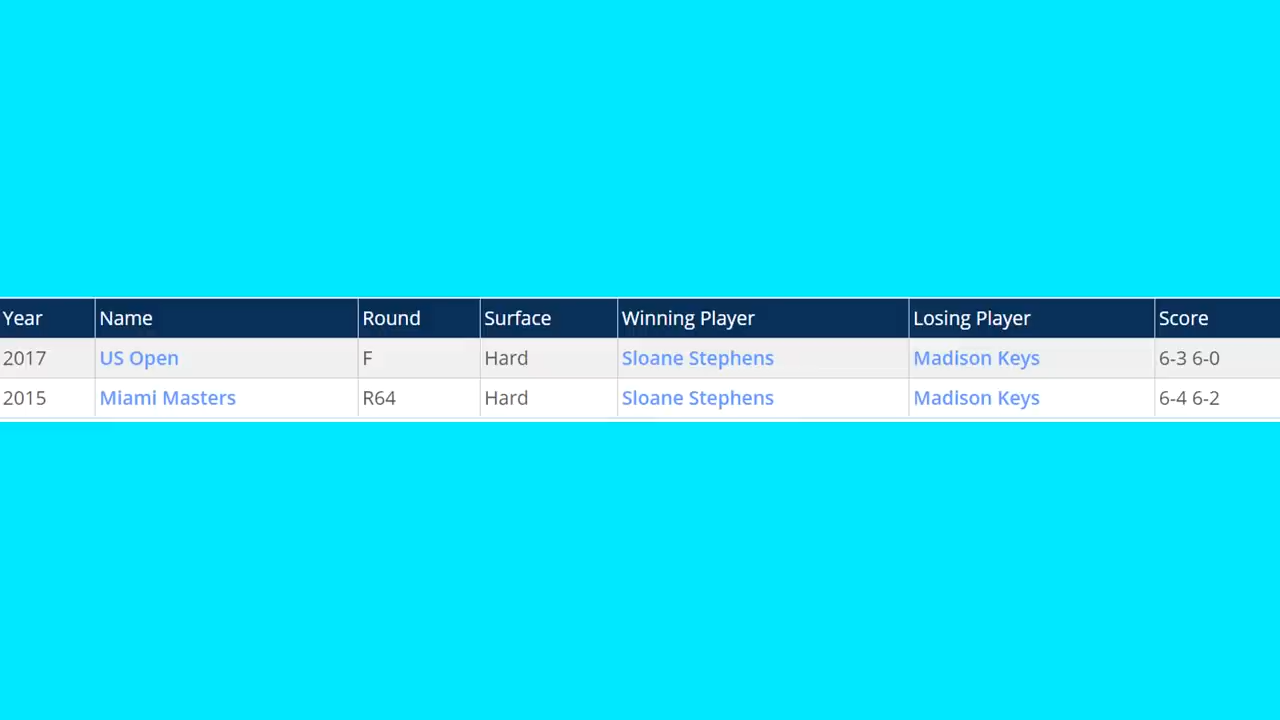 Year Name Round Surface Winning Player Losing Player Score
2017 US Open F Hard Sloane Stephens Madison Keys 6-3 6-0
2015 Miami Masters R64 Hard Sloane Stephens Madison Keys 6-4 6-2